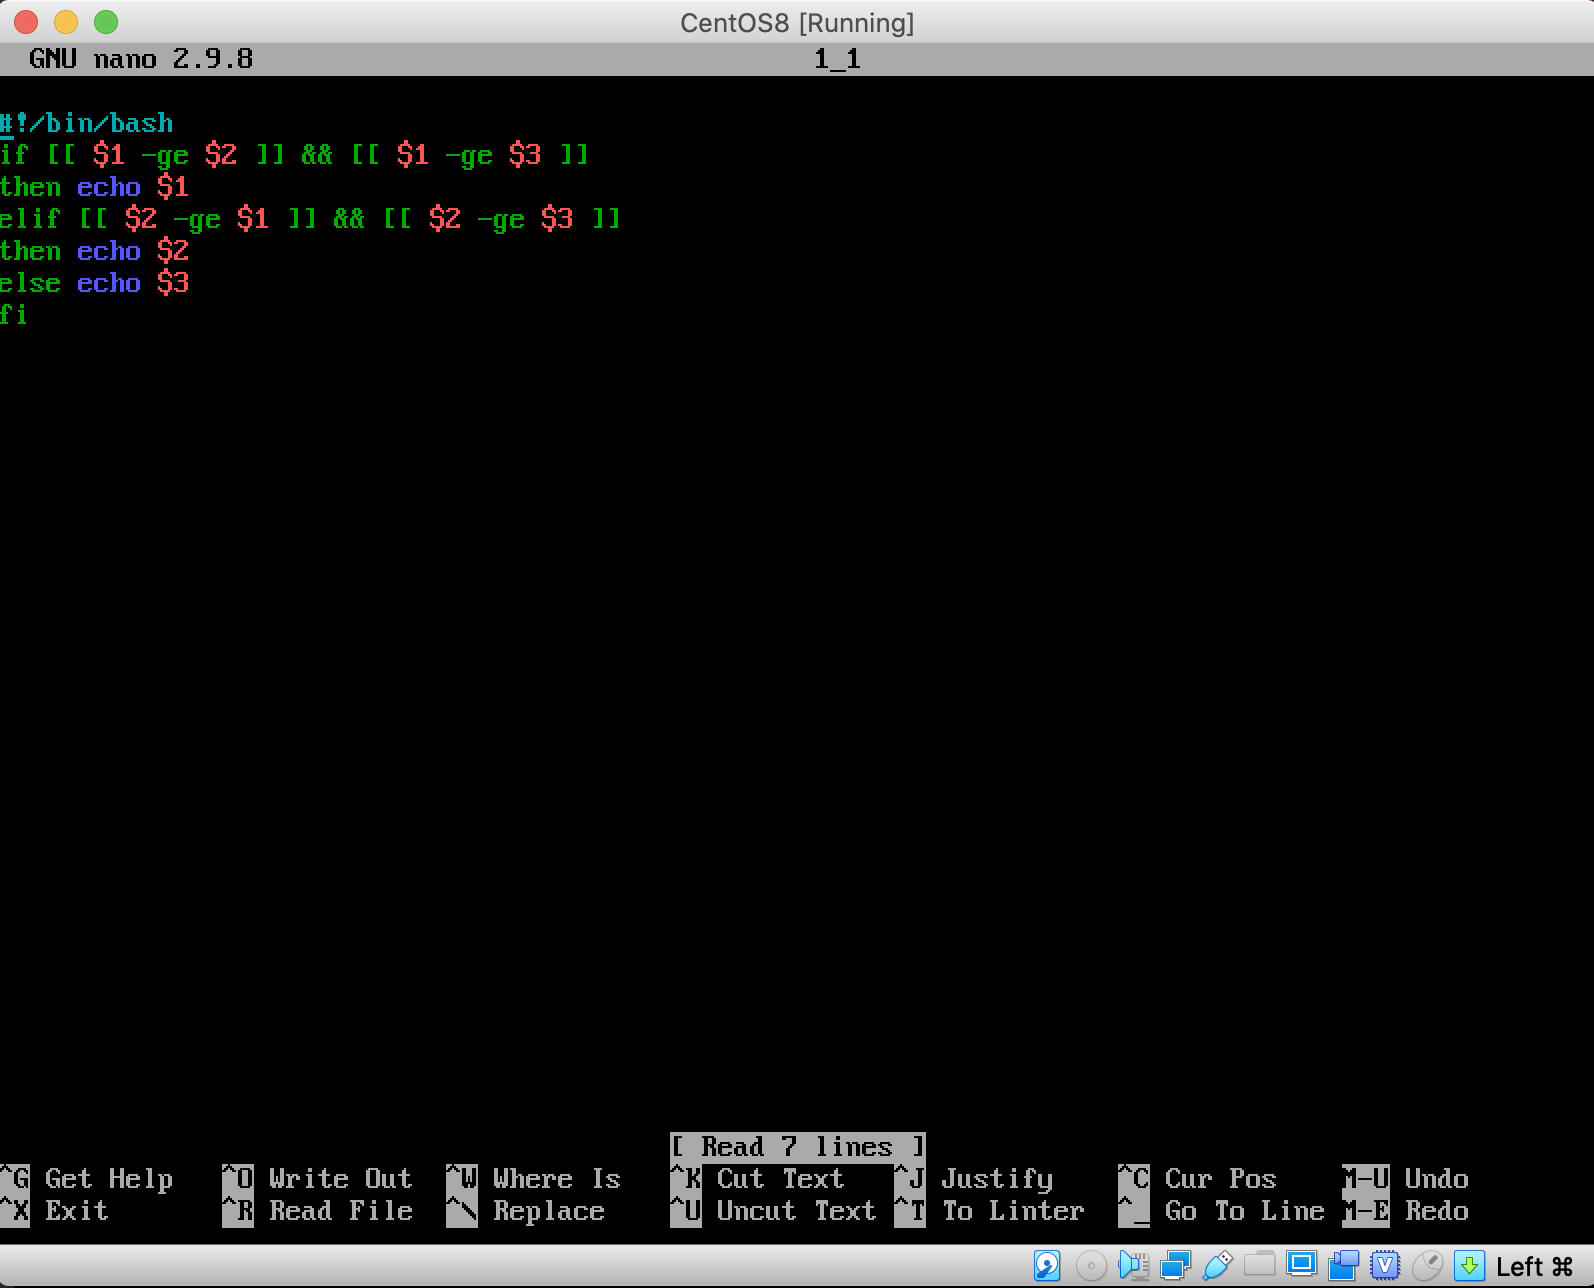 CentOS8 [Running]
GNU nano 2.9.8 1_1
#!/bin/bash
if [[ $1 -ge $2 ]] && [[ $1 -ge $3 ]]
then echo $1
elif [[ $2 -ge $1 ]] && [[ $2 -ge $3 ]]
then echo $2
else echo $3
fi
[ Read 7 lines ]
^G Get Help ^O Write Out ^W Where Is ^K Cut Text ^J Justify ^C Cur Pos M-U Undo
^X Exit ^R Read File ^\ Replace ^U Uncut Text ^T To Linter ^_ Go To Line M-E Redo
Left ⌘